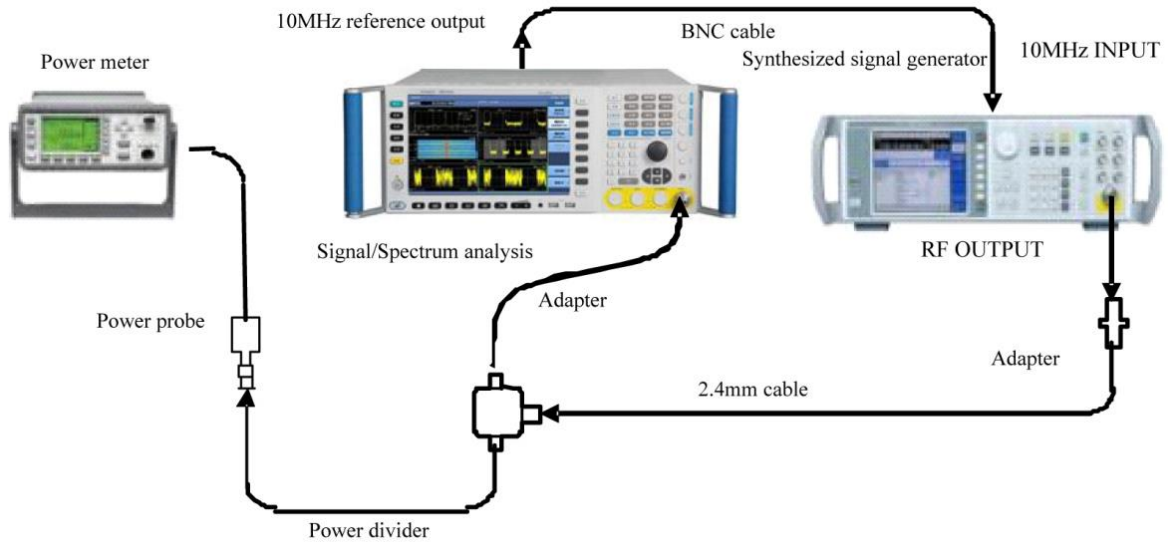 10MHz reference output
BNC cable
Power meter
Synthesized signal generator
10MHz INPUT
Signal/Spectrum analysis
RF OUTPUT
Adapter
Power probe
Adapter
2.4mm cable
Power divider